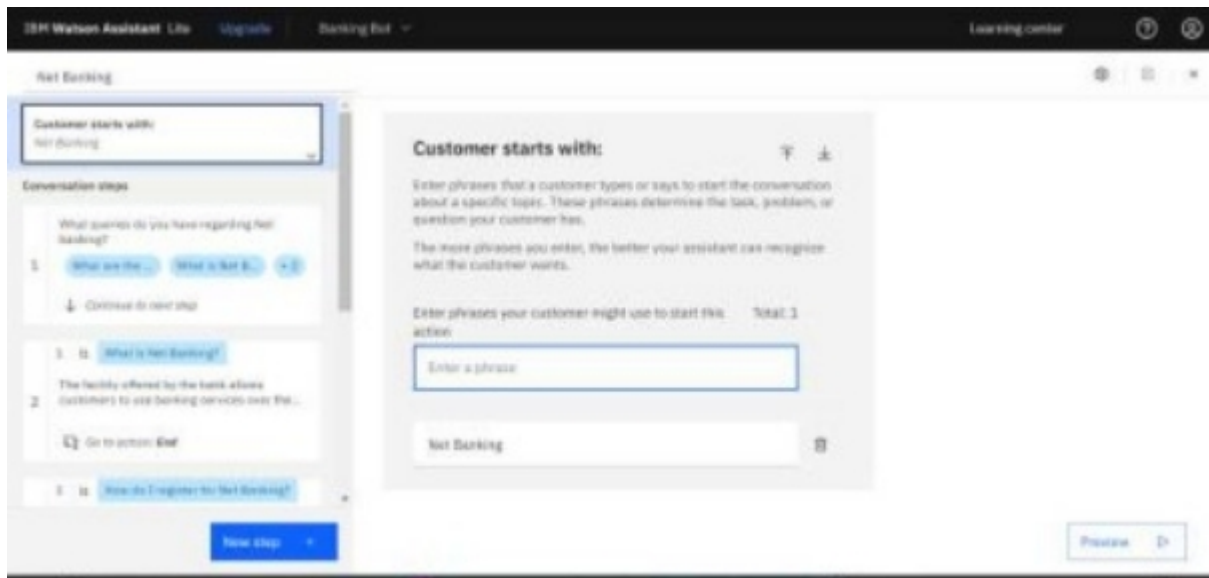 IBM Watson Assistant Lite Upgrade Banking Bot Learning center
Net Banking
Customer starts with:
Net Banking
Conversation steps
What queries do you have regarding Net
banking?
1 What are the ... What is Net B...
Continue to next step
1 is What is Net Banking?
The facility offered by the bank allows
2 customers to use banking services over the...
Go to action: End
1 is How do I register for Net Banking?
New step +
Customer starts with:
Enter phrases that a customer types or says to start the conversation
about a specific topic. These phrases determine the task, problem, or
question your customer has.
The more phrases you enter, the better your assistant can recognize
what the customer wants.
Enter phrases your customer might use to start this Total: 1
action
Enter a phrase
Net Banking
Preview